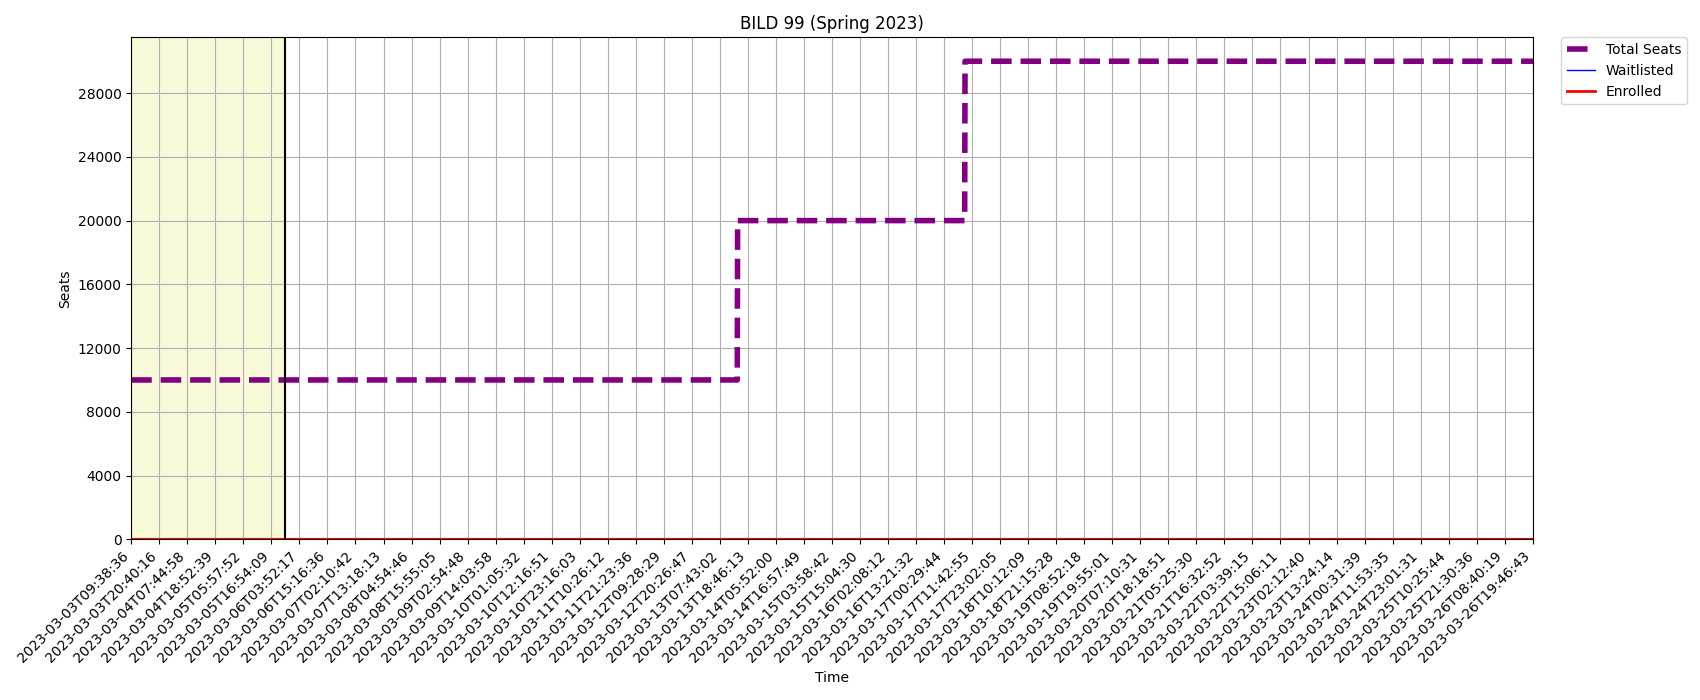 BILD 99 (Spring 2023)
Total Seats
Waitlisted
Enrolled
Seats
28000
24000
20000
16000
12000
8000
4000
0
2023-03-03T09:38:36
2023-03-03T20:40:16
2023-03-04T07:44:58
2023-03-04T18:52:39
2023-03-05T05:57:52
2023-03-05T16:54:09
2023-03-06T03:52:17
2023-03-06T15:16:36
2023-03-07T02:10:42
2023-03-07T13:18:13
2023-03-08T04:54:46
2023-03-08T15:55:05
2023-03-09T02:54:48
2023-03-09T14:03:58
2023-03-10T01:05:32
2023-03-10T12:16:51
2023-03-10T23:16:03
2023-03-11T10:26:12
2023-03-11T21:23:36
2023-03-12T09:28:29
2023-03-12T20:26:47
2023-03-13T07:43:02
2023-03-13T18:46:13
2023-03-14T05:52:00
2023-03-14T16:57:49
2023-03-15T03:58:42
2023-03-15T15:04:30
2023-03-16T02:08:12
2023-03-16T13:21:32
2023-03-17T00:29:44
2023-03-17T11:42:55
2023-03-17T23:02:05
2023-03-18T10:12:09
2023-03-18T21:15:28
2023-03-19T08:52:18
2023-03-19T19:55:01
2023-03-20T07:10:31
2023-03-20T18:18:51
2023-03-21T05:25:30
2023-03-21T16:32:52
2023-03-22T03:39:15
2023-03-22T15:06:11
2023-03-23T02:12:40
2023-03-23T13:24:14
2023-03-24T00:31:39
2023-03-24T11:53:35
2023-03-24T23:01:31
2023-03-25T10:25:44
2023-03-25T21:30:36
2023-03-26T08:40:19
2023-03-26T19:46:43
Time